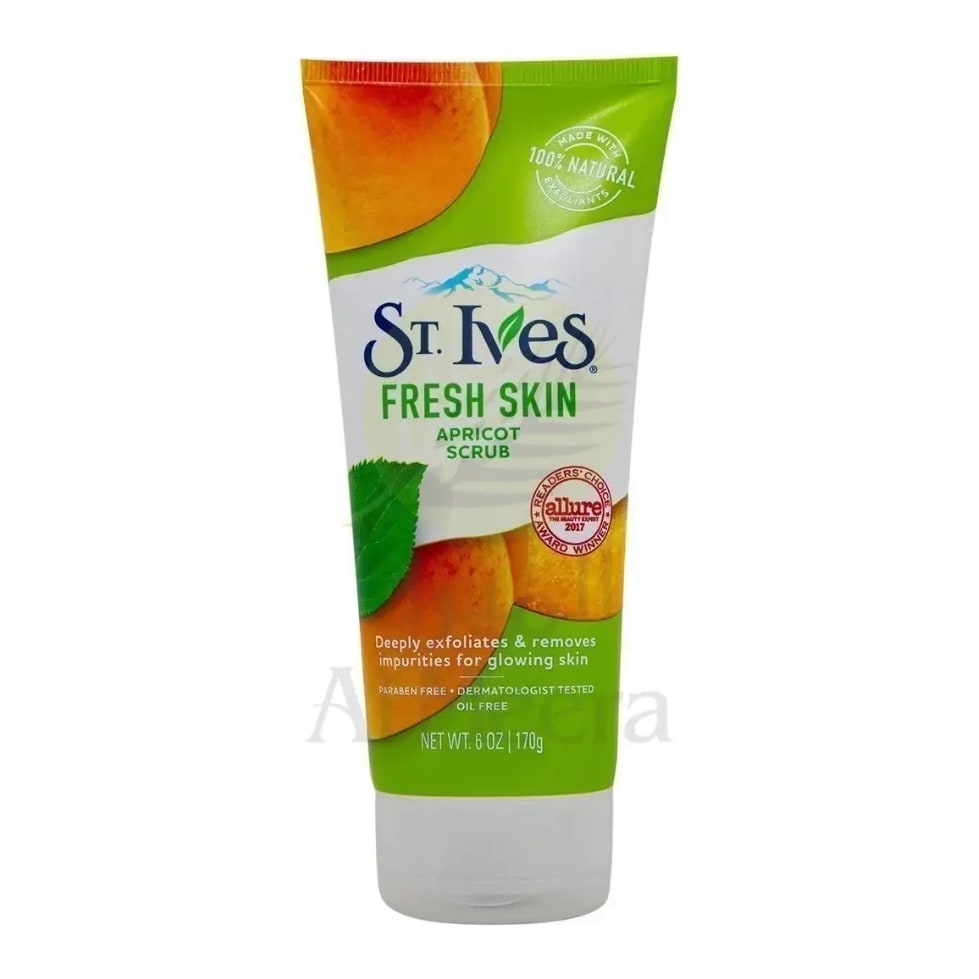 MADE WITH
100% NATURAL
EXFOLIANTS
ST. IVES®
FRESH SKIN
APRICOT
SCRUB
READERS' CHOICE
allure
THE BEAUTY EXPERT
2017
AWARD WINNER
Deeply exfoliates & removes
impurities for glowing skin
PARABEN FREE • DERMATOLOGIST TESTED
OIL FREE
NET WT. 6 OZ | 170g